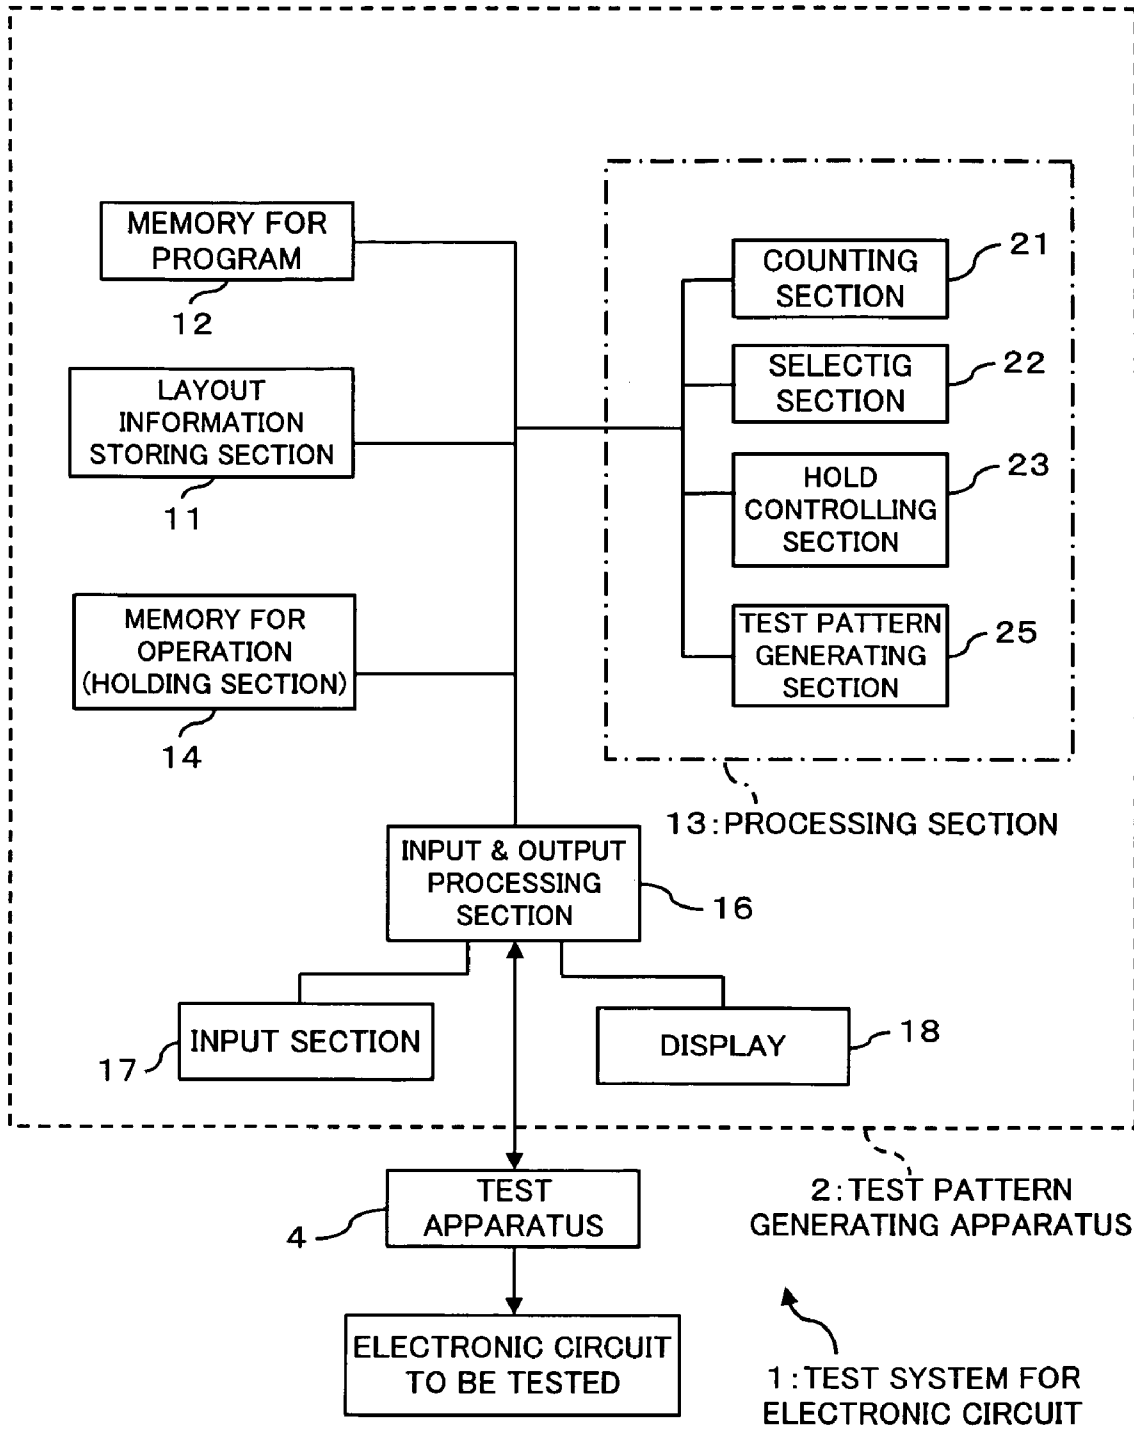 MEMORY FOR
PROGRAM
12
LAYOUT
INFORMATION
STORING SECTION
11
MEMORY FOR
OPERATION
(HOLDING SECTION)
14
COUNTING
SECTION
21
SELECTIG
SECTION
22
HOLD
CONTROLLING
SECTION
23
TEST PATTERN
GENERATING
SECTION
25
13:PROCESSING SECTION
INPUT & OUTPUT
PROCESSING
SECTION
16
INPUT SECTION
17
DISPLAY
18
TEST
APPARATUS
4
2:TEST PATTERN
GENERATING APPARATUS
ELECTRONIC CIRCUIT
TO BE TESTED
1:TEST SYSTEM FOR
ELECTRONIC CIRCUIT